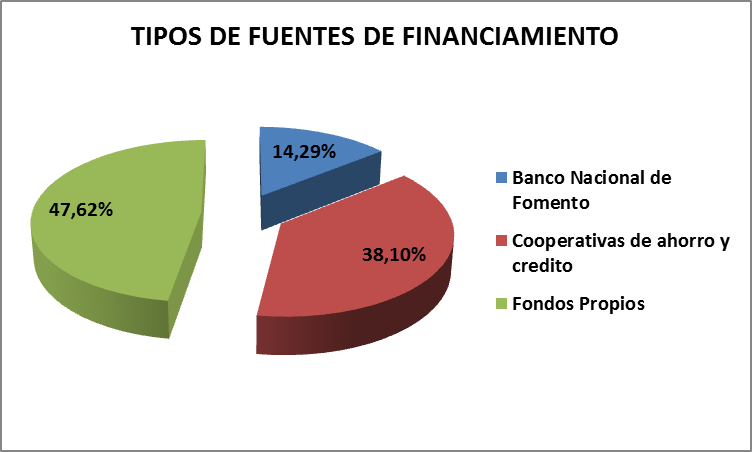 TIPOS DE FUENTES DE FINANCIAMIENTO
14,29%
47,62%
38,10%
Banco Nacional de
Fomento
Cooperativas de ahorro y
credito
Fondos Propios